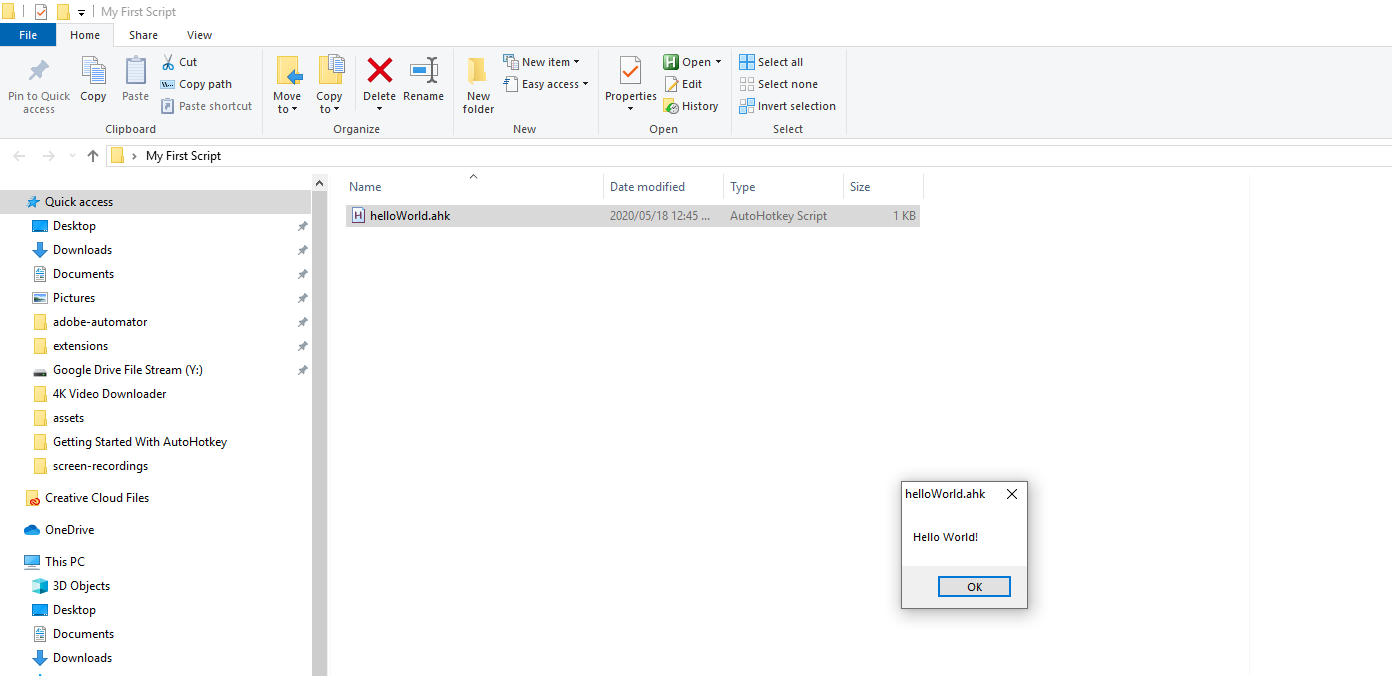 My First Script
File
Home
Share
View
Pin to Quick access
Copy
Paste
Cut
Copy path
Paste shortcut
Clipboard
Move to
Copy to
Delete
Rename
Organize
New folder
New item
Easy access
New
Properties
Open
Edit
History
Open
Select all
Select none
Invert selection
Select
My First Script
Quick access
Desktop
Downloads
Documents
Pictures
adobe-automator
extensions
Google Drive File Stream (Y:)
4K Video Downloader
assets
Getting Started With AutoHotkey
screen-recordings
Creative Cloud Files
OneDrive
This PC
3D Objects
Desktop
Documents
Downloads
Name
Date modified
Type
Size
H helloWorld.ahk
2020/05/18 12:45 ...
AutoHotkey Script
1 KB
helloWorld.ahk
Hello World!
OK